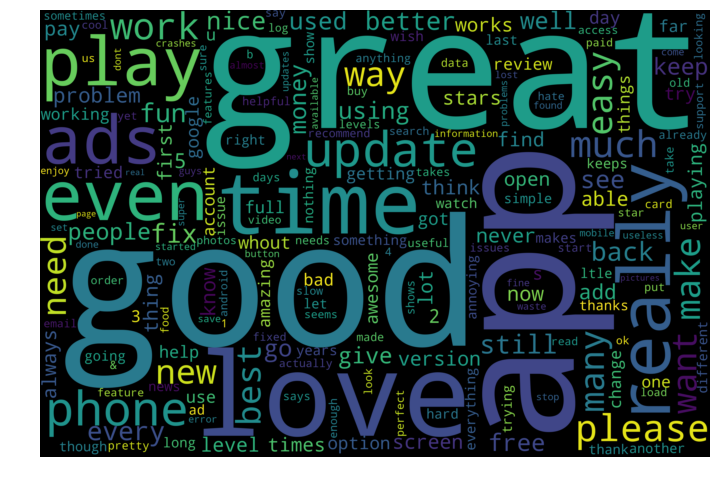 sometimes
cool
pay
work
nice
used better
works
well
day
far
us
dont
crashes
sure
log
say
u
b
show
wish
last
access
paid
looking
come
play
great
way
stars
review
keep
old
try
support
problem
almost
updates
features
helpful
available
money
buy
anything
data
using
hate
found
lost
problems
easy
things
working
yet
fun
google
right
levels
recommend
search
information
find
much
already
ads
tried
first
5
update
enjoy
real
guys
next
days
getting
takes
think
open
see
keeps
take
playing
even
time
full
nothing
watch
simple
able
star
card
user
page
super
account
video
got
set
people
fix
issue
done
started
photos
whout
needs
something
useful
never
makes
mobile
useless
back
really
need
two
button
4
issues
start
put
pictures
make
good
app
thing
know
android
amazing
bad
slow
let
seems
awesome
shows
lot
annoying
fine
waste
s
now
ltle
add
thanks
order
3
food
save
1
2
want
different
always
going
&
help
fixed
made
still
read
many
change
ok
one
load
email
new
news
go
years
actually
give
version
stop
feature
use
best
love
says
look
perfect
enough
hard
everything
trying
phone
ad
error
every
free
please
though
pretty
long
level
times
option
screen
thank
another